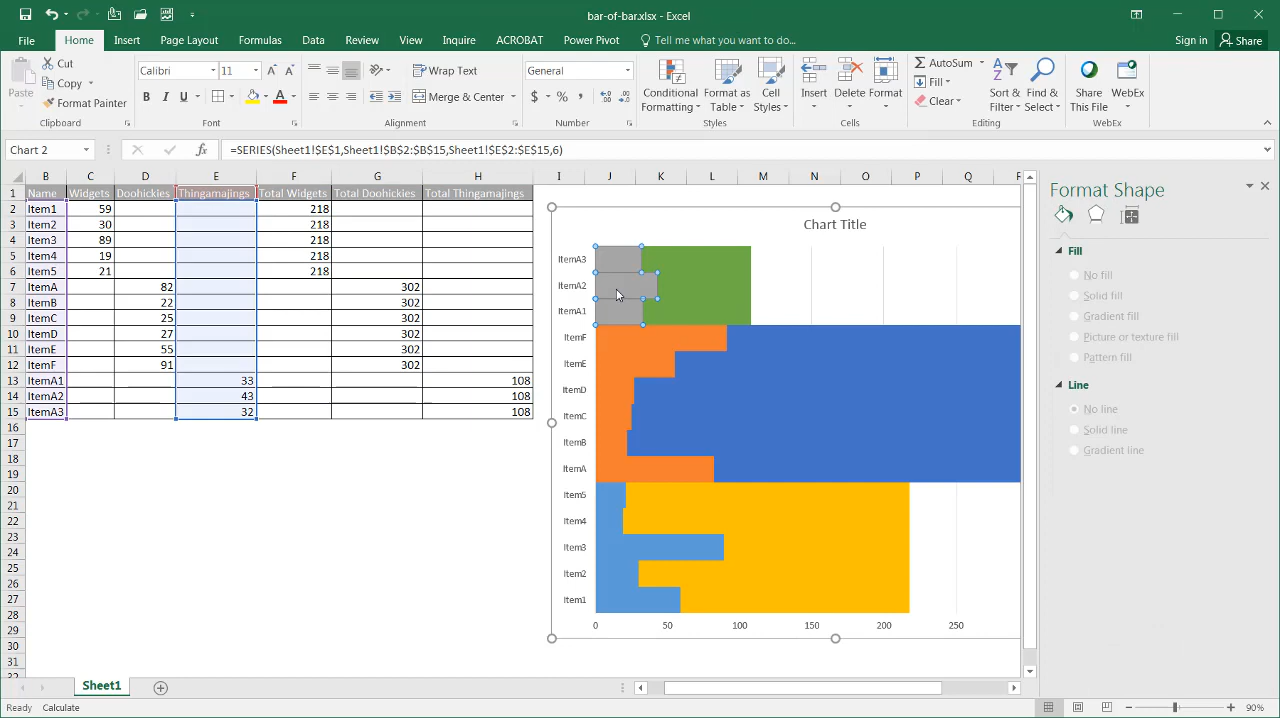 bar-of-bar.xlsx - Excel
File Home Insert Page Layout Formulas Data Review View Inquire ACROBAT Power Pivot Tell me what you want to do... Sign in Share
Paste
Cut
Copy
Format Painter
Clipboard
Calibri 11
B I U
Font
Wrap Text
Merge & Center
Alignment
General
$ % ,
Number
Conditional Formatting
Format as Table
Cell Styles
Styles
Insert Delete Format
Cells
AutoSum
Fill
Clear
Sort & Filter
Find & Select
Editing
Share This File
WebEx
WebEx
Chart 2 fx =SERIES(Sheet1!$E$1,Sheet1!$B$2:$B$15,Sheet1!$E$2:$E$15,6)
B C D E F G H I J K L M N O P Q
1 Name Widgets Doohickies Thingamajings Total Widgets Total Doohickies Total Thingamajings
2 Item1 59 218
3 Item2 30 218
4 Item3 89 218
5 Item4 19 218
6 Item5 21 218
7 ItemA 82 302
8 ItemB 22 302
9 ItemC 25 302
10 ItemD 27 302
11 ItemE 55 302
12 ItemF 91 302
13 ItemA1 33 108
14 ItemA2 43 108
15 ItemA3 32 108
16
17
18
19
20
21
22
23
24
25
26
27
28
29
30
31
Chart Title
ItemA3
ItemA2
ItemA1
ItemF
ItemE
ItemD
ItemC
ItemB
ItemA
Item5
Item4
Item3
Item2
Item1
0 50 100 150 200 250
Format Shape
Fill
No fill
Solid fill
Gradient fill
Picture or texture fill
Pattern fill
Line
No line
Solid line
Gradient line
Sheet1
Ready Calculate 90%